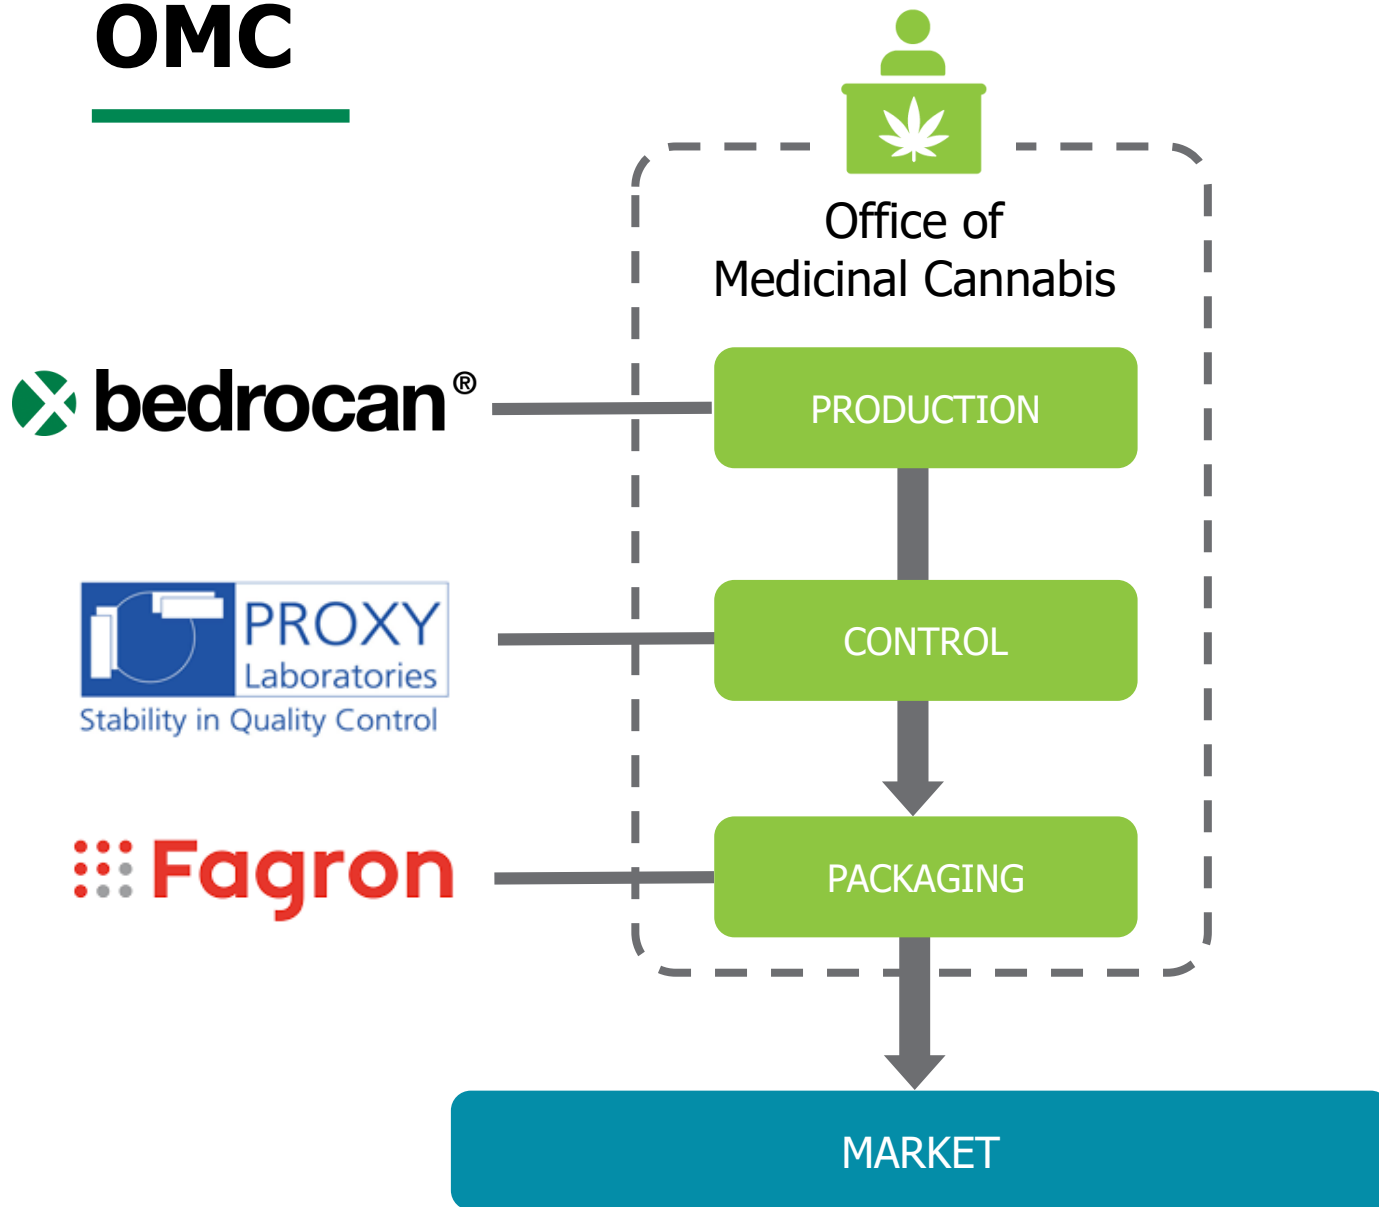 OMC
Office of
Medicinal Cannabis
bedrocan®
PRODUCTION
PROXY
Laboratories
Stability in Quality Control
CONTROL
Fagron
PACKAGING
MARKET